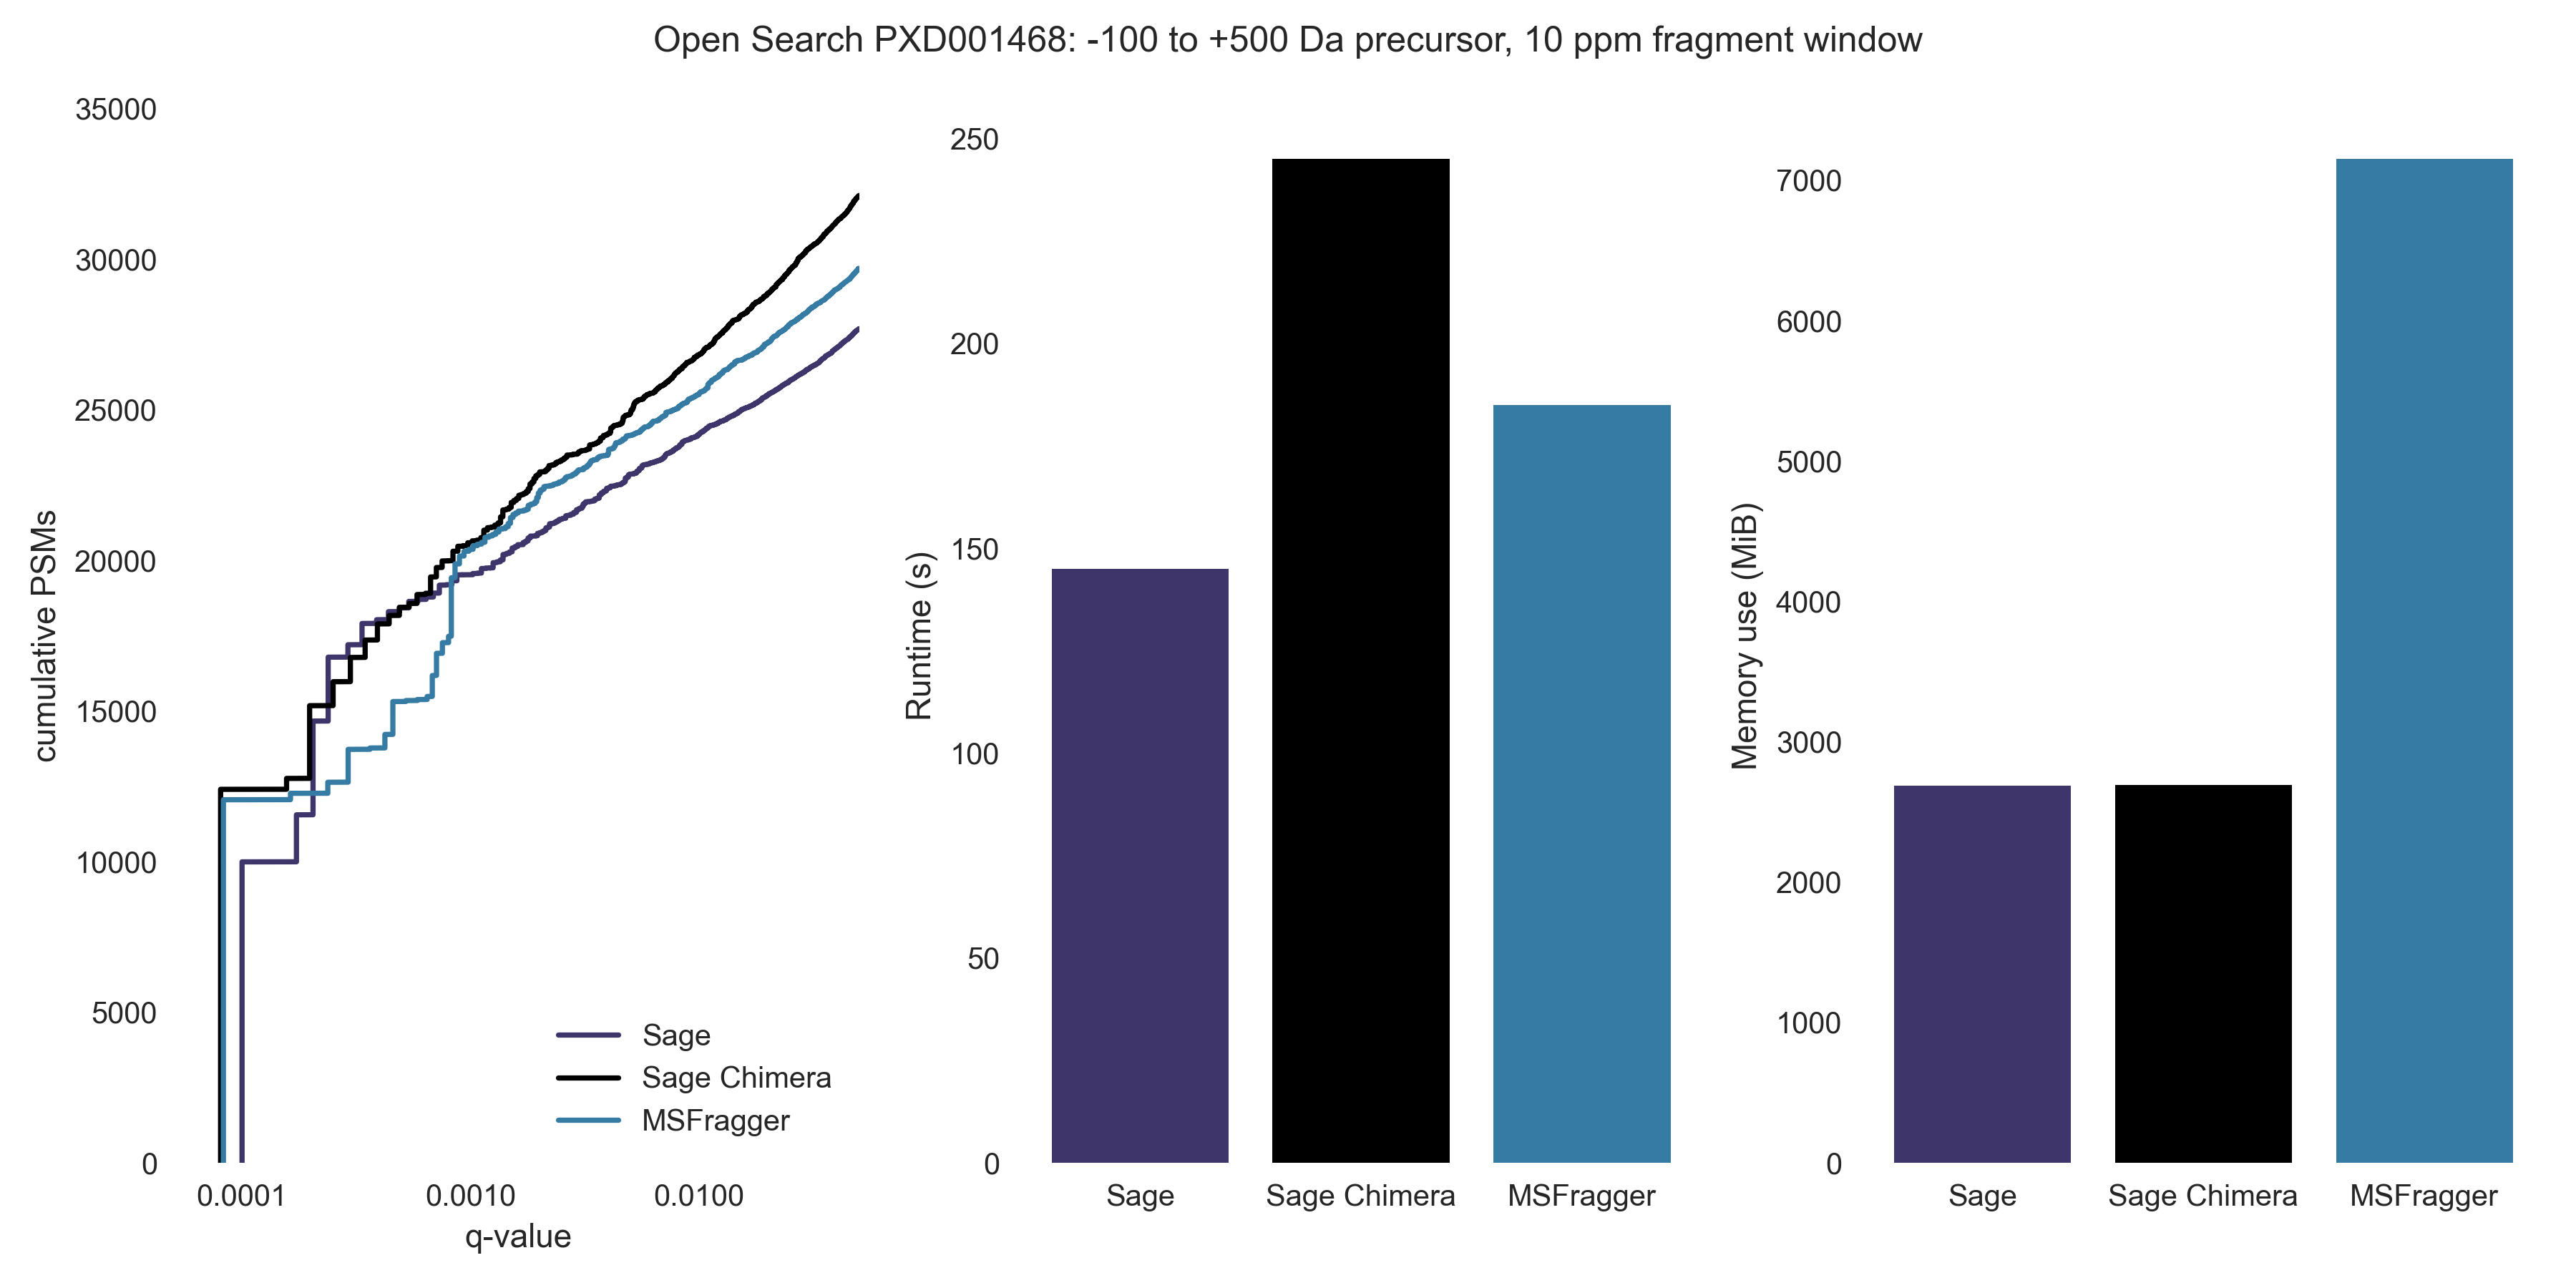 Open Search PXD001468: -100 to +500 Da precursor, 10 ppm fragment window
cumulative PSMs
35000
30000
25000
20000
15000
10000
5000
0
0.0001
0.0010
0.0100
q-value
Sage
Sage Chimera
MSFragger
Runtime (s)
250
200
150
100
50
0
Sage
Sage Chimera
MSFragger
Memory use (MiB)
7000
6000
5000
4000
3000
2000
1000
0
Sage
Sage Chimera
MSFragger